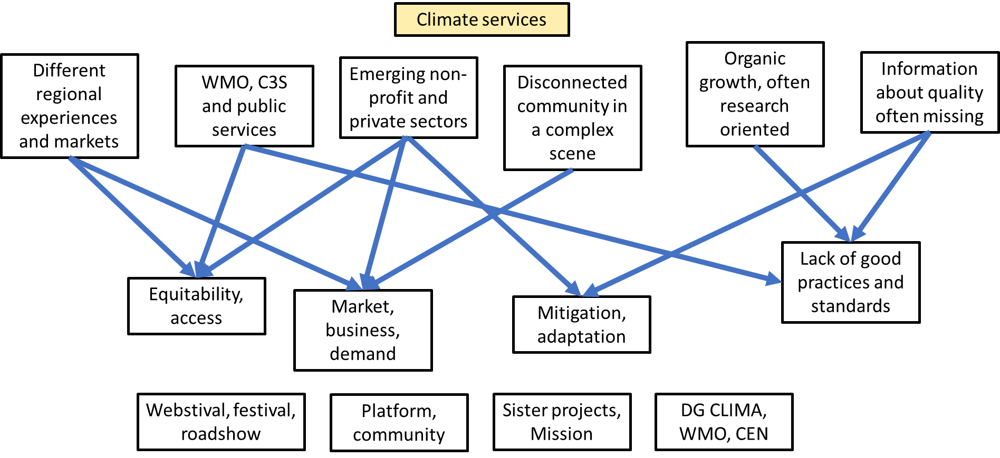 Climate services
Different
regional
experiences
and markets
WMO, C3S
and public
services
Emerging non-
profit and
private sectors
Disconnected
community in
a complex
scene
Organic
growth, often
research
oriented
Information
about quality
often missing
Equitability,
access
Market,
business,
demand
Mitigation,
adaptation
Lack of good
practices and
standards
Webstival, festival,
roadshow
Platform,
community
Sister projects,
Mission
DG CLIMA,
WMO, CEN